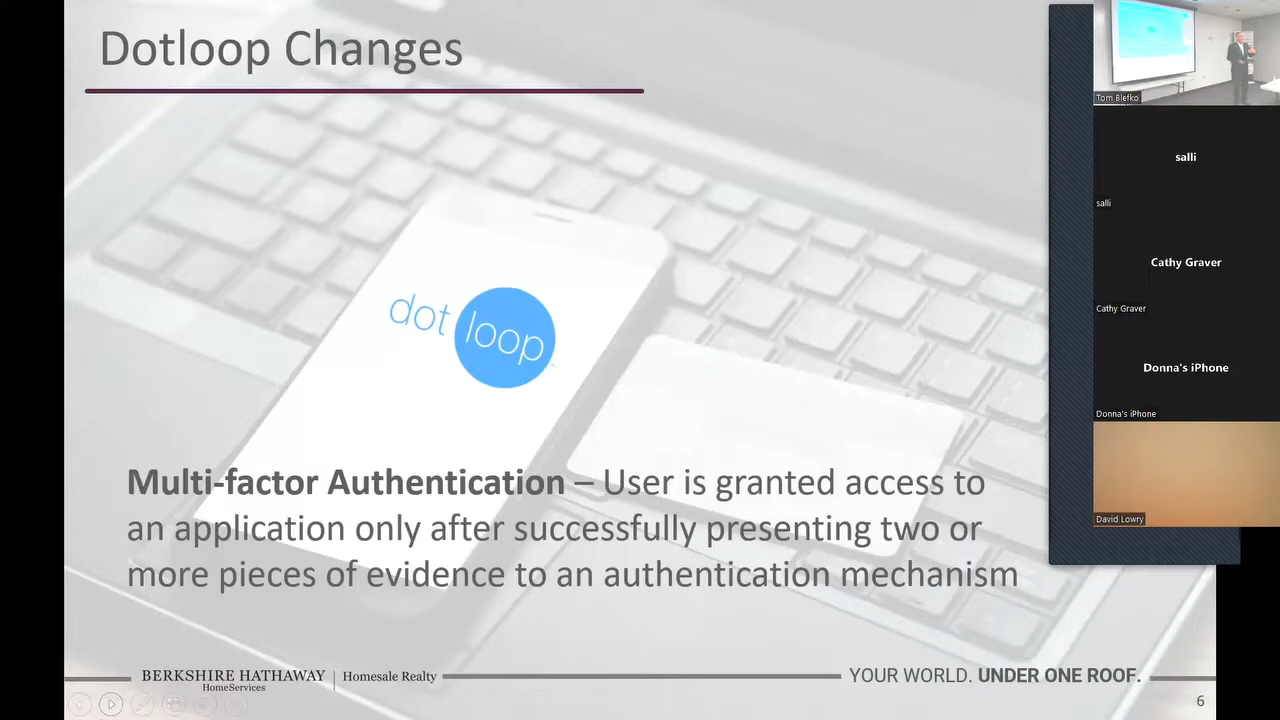 Dotloop Changes
dot loop
Multi-factor Authentication – User is granted access to
an application only after successfully presenting two or
more pieces of evidence to an authentication mechanism
BERKSHIRE HATHAWAY
HomeServices
Homesale Realty
YOUR WORLD. UNDER ONE ROOF.
6
Tom Blefko
salli
salli
Cathy Graver
Cathy Graver
Donna's iPhone
Donna's iPhone
David Lowry